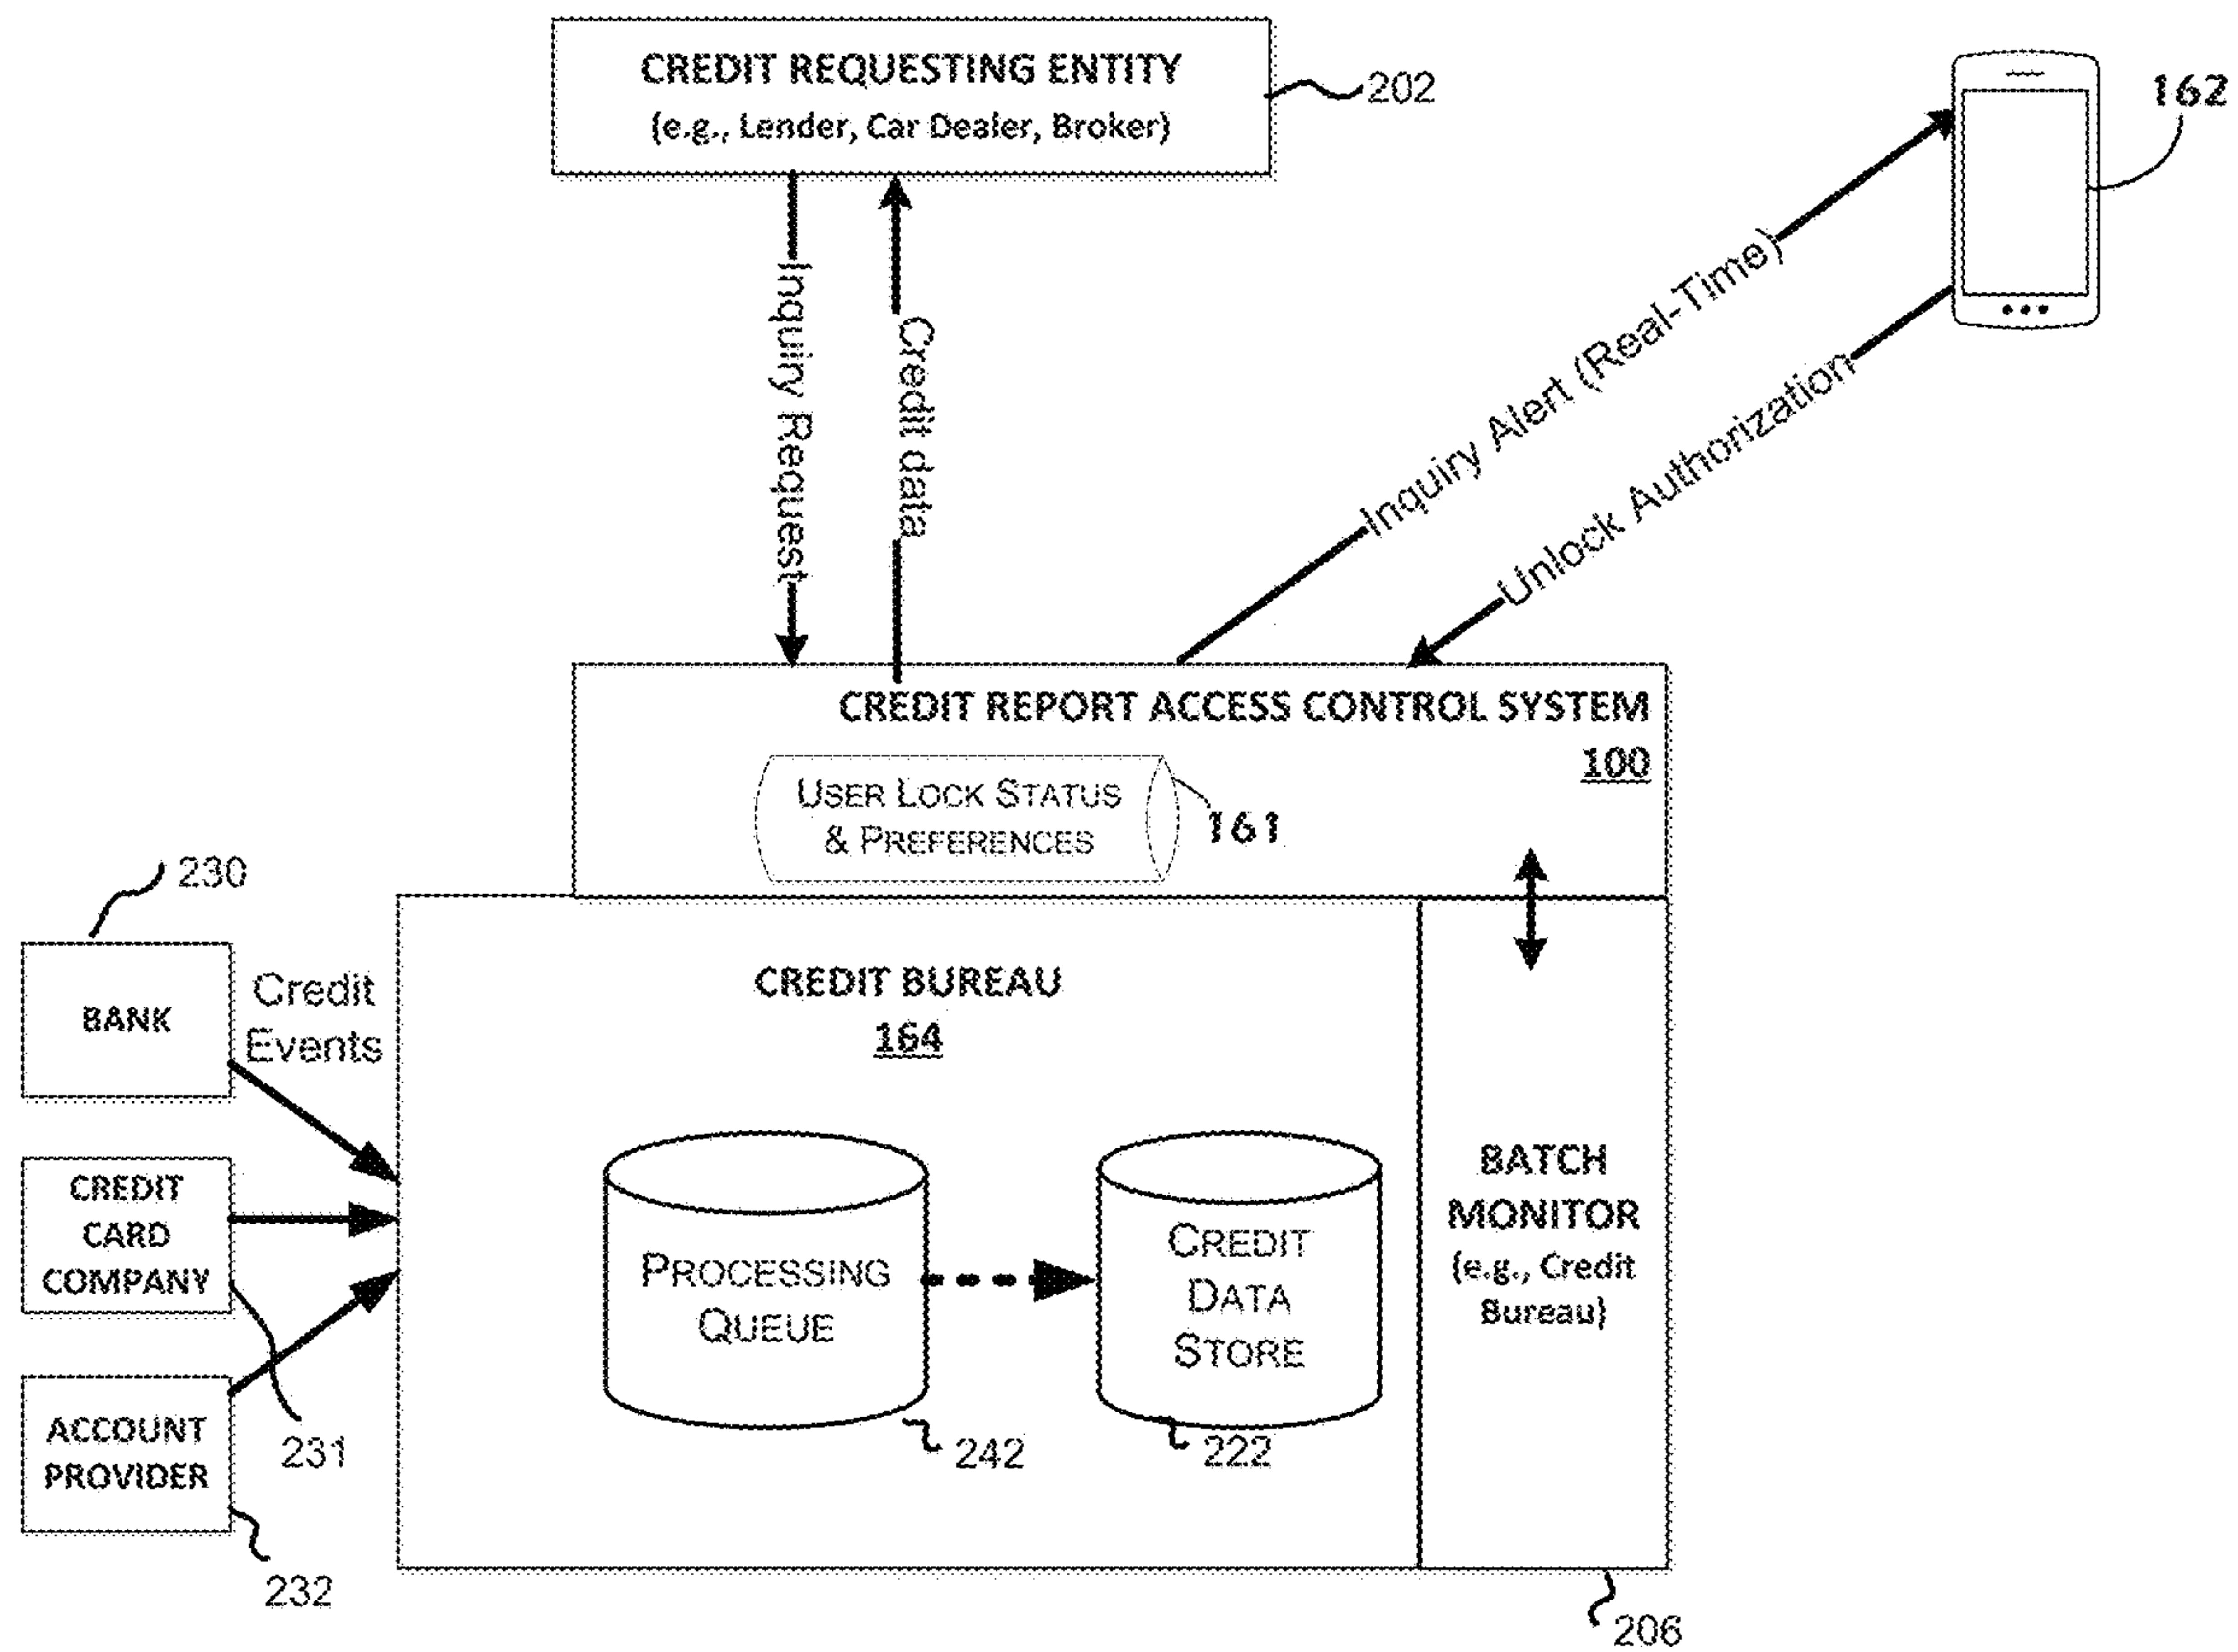 CREDIT REQUESTING ENTITY
(e.g., Lender, Car Dealer, Broker)
202
162
Inquiry Request
Credit data
Inquiry Alert (Real-Time)
Unlock Authorization
CREDIT REPORT ACCESS CONTROL SYSTEM
100
USER LOCK STATUS
& PREFERENCES
161
230
BANK
Credit
Events
CREDIT
CARD
COMPANY
231
ACCOUNT
PROVIDER
232
CREDIT BUREAU
164
PROCESSING
QUEUE
242
CREDIT
DATA
STORE
222
BATCH
MONITOR
(e.g., Credit
Bureau)
206